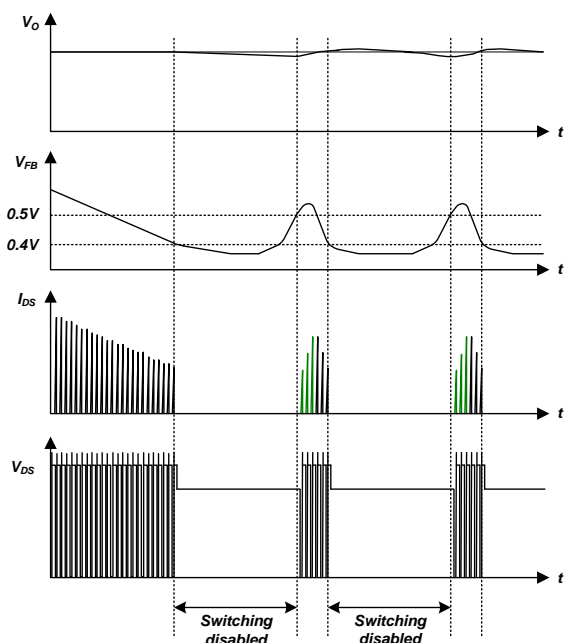 VO
t
VFB
0.5V
0.4V
t
IDS
t
VDS
t
Switching
disabled
Switching
disabled